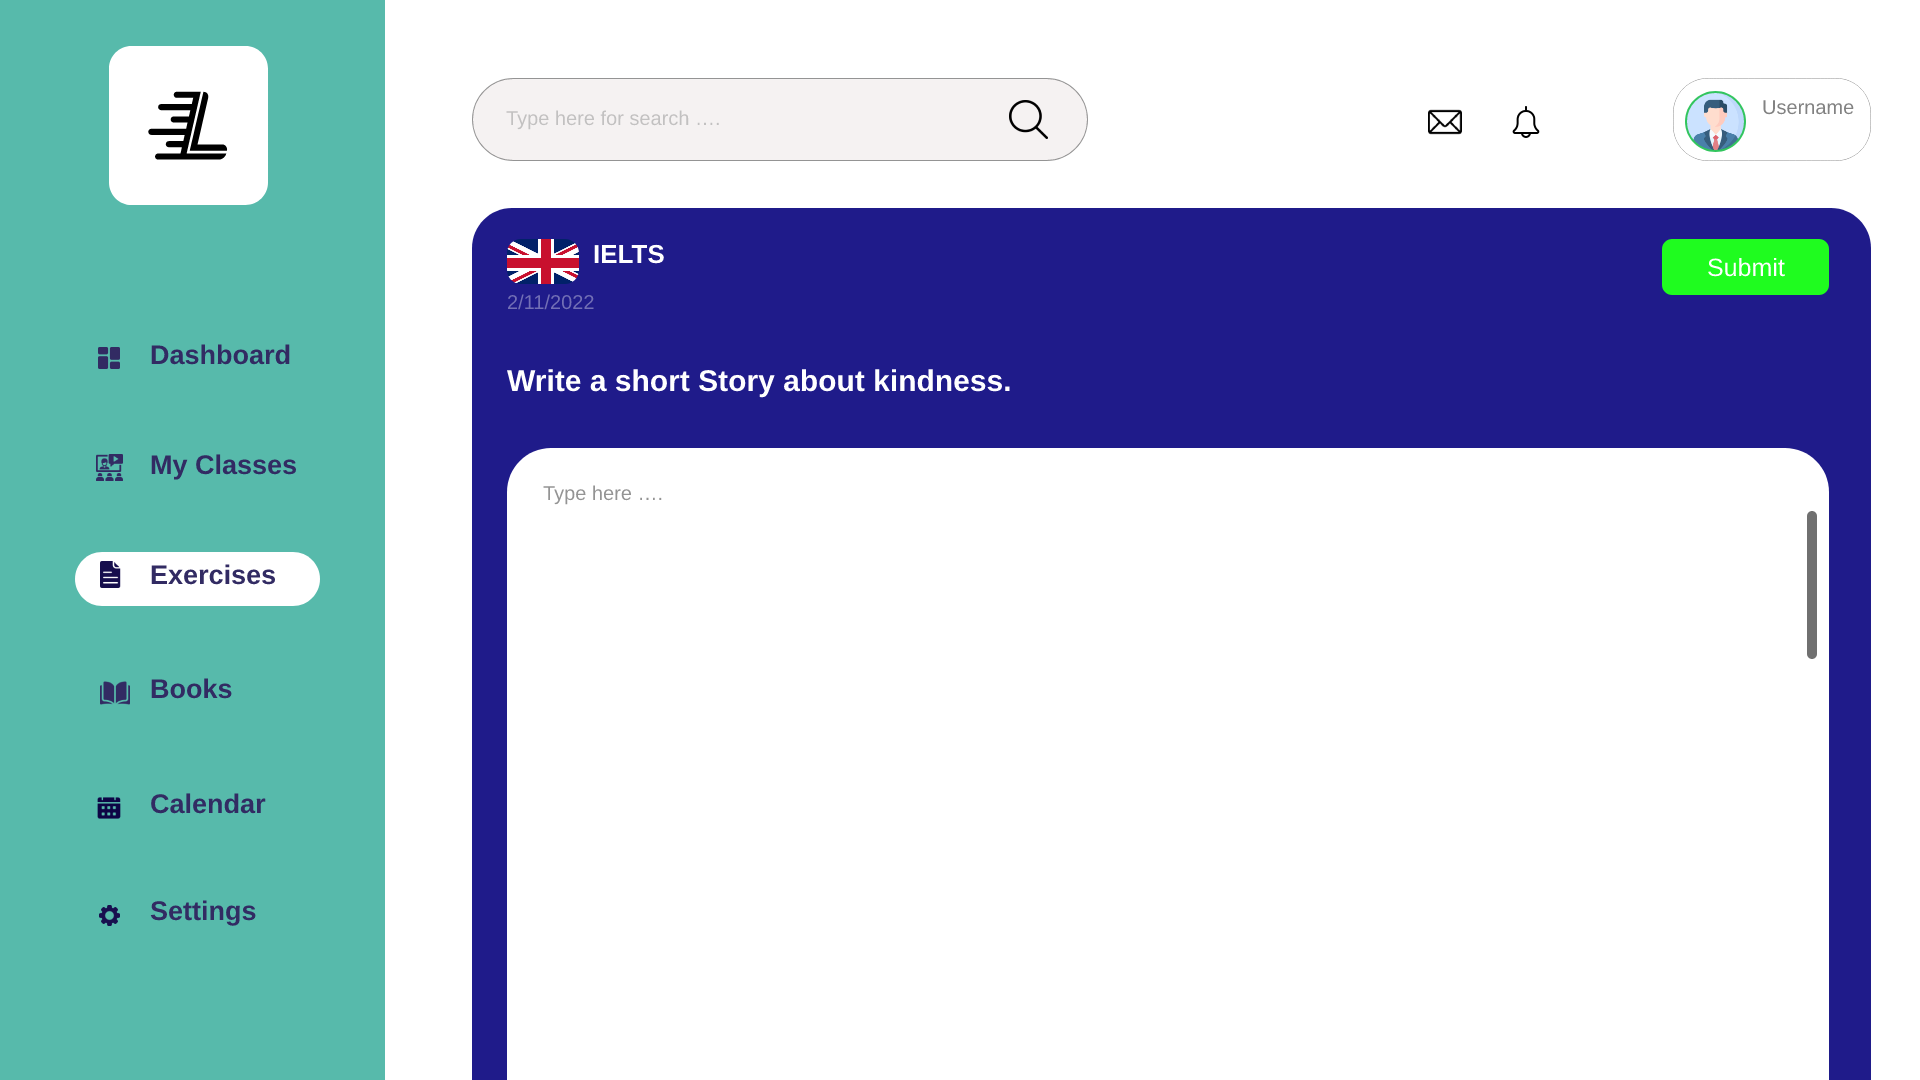 Type here for search ....
Username
IELTS
Submit
2/11/2022
Dashboard
Write a short Story about kindness.
My Classes
Type here ....
Exercises
Books
Calendar
Settings